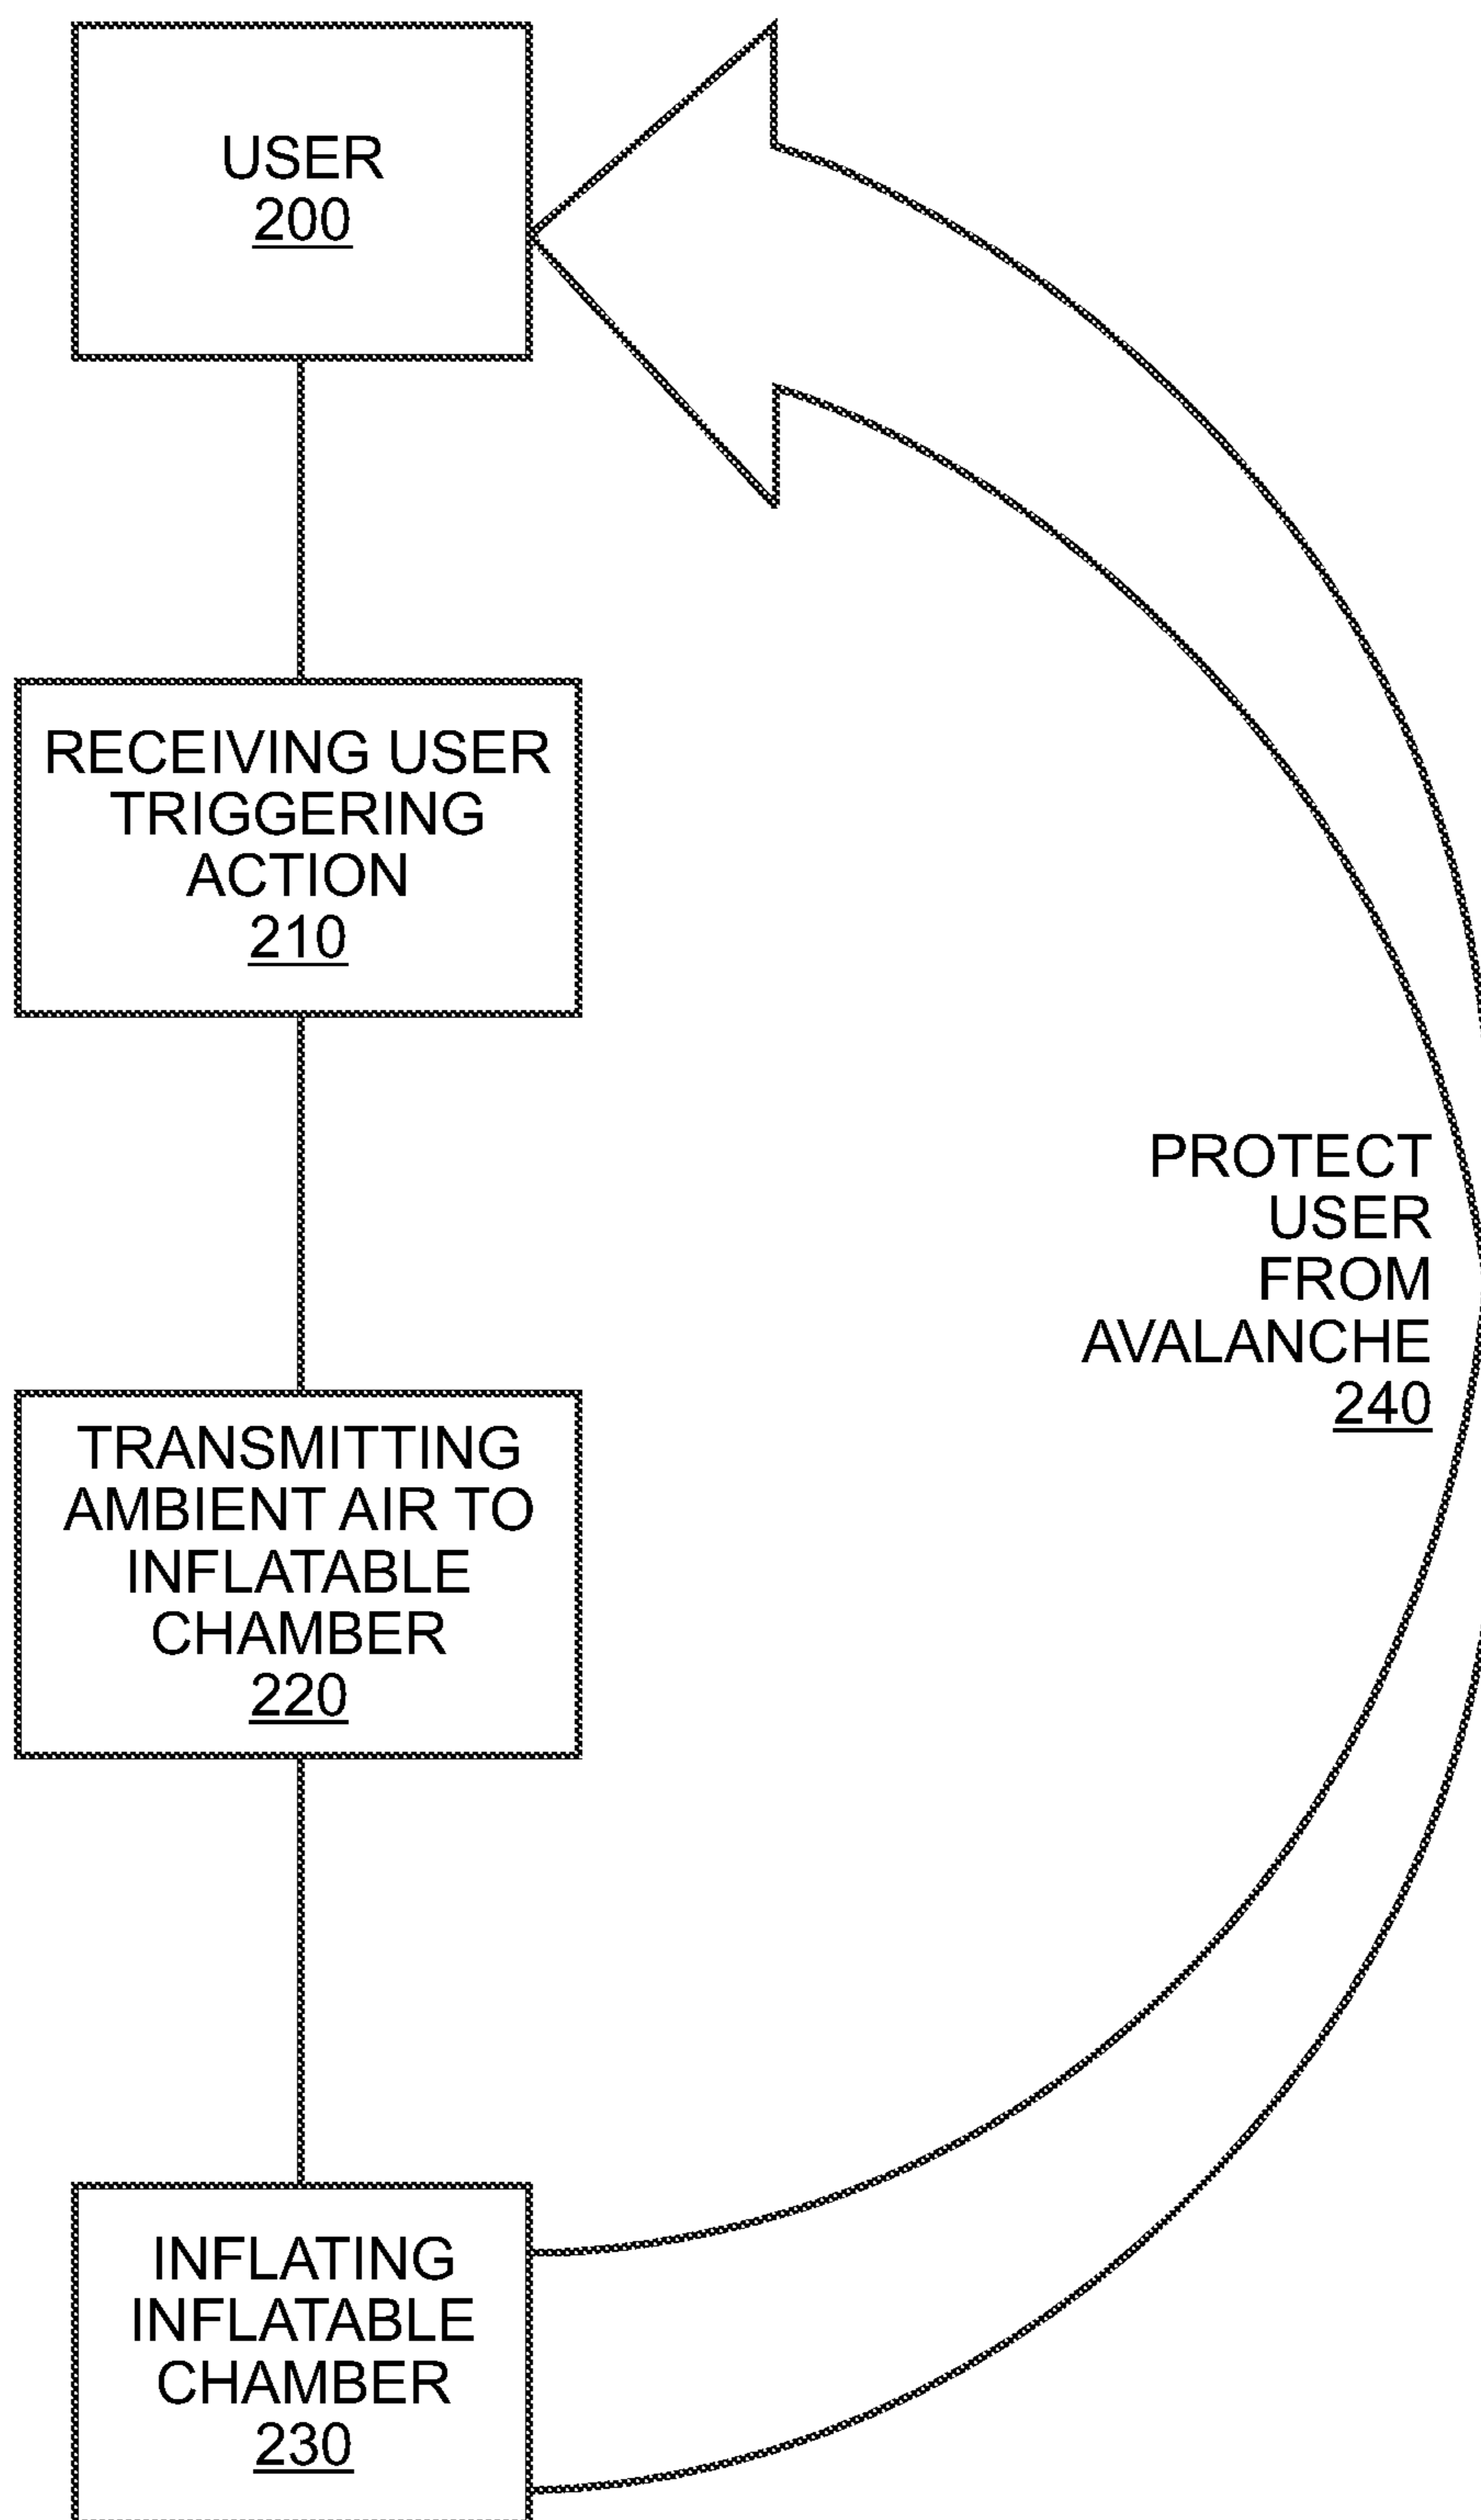 USER
200
RECEIVING USER
TRIGGERING
ACTION
210
PROTECT
USER
FROM
AVALANCHE
240
TRANSMITTING
AMBIENT AIR TO
INFLATABLE
CHAMBER
220
INFLATING
INFLATABLE
CHAMBER
230